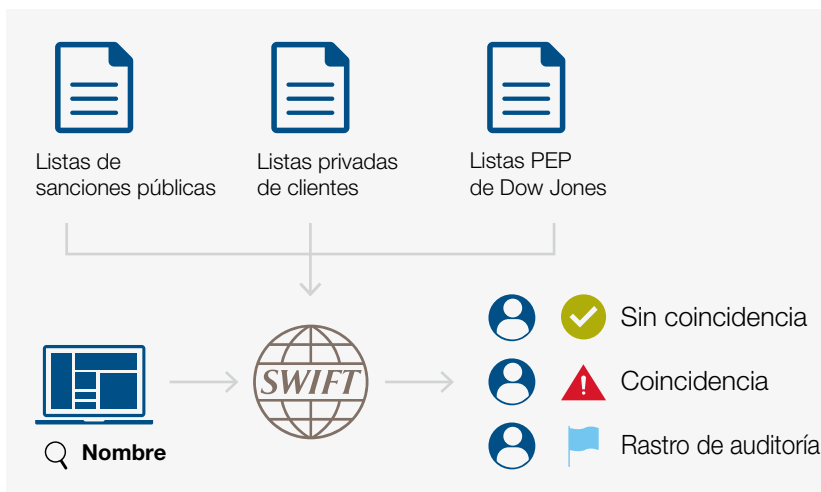 Listas de
sanciones públicas
Listas privadas
de clientes
Listas PEP
de Dow Jones
SWIFT
Nombre
Sin coincidencia
Coincidencia
Rastro de auditoría